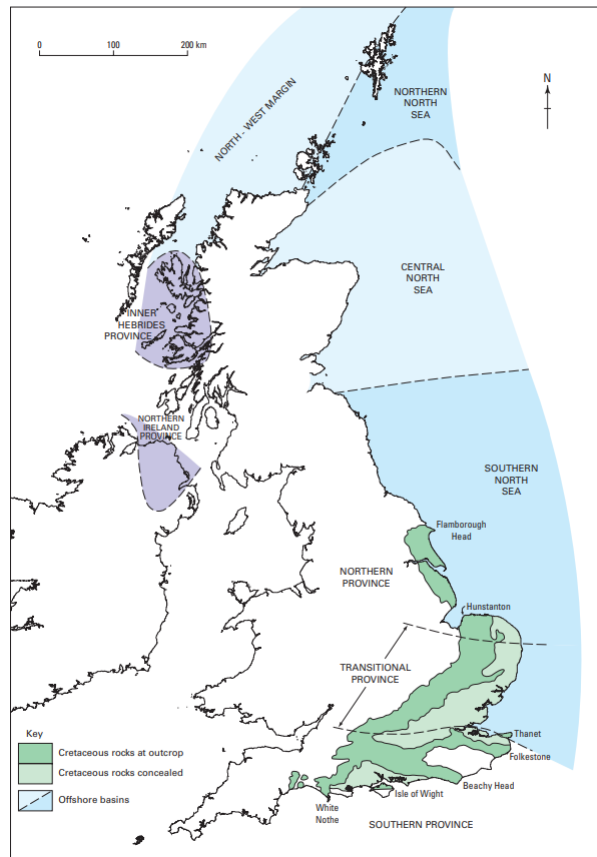 0
200 km
N
NORTHERN
NORTH
SEA
NORTH - WEST MARGIN
CENTRAL
NORTH
SEA
INNER
HEBRIDES
PROVINCE
NORTHERN
IRELAND
PROVINCE
SOUTHERN
NORTH
SEA
Flamborough
Head
NORTHERN
PROVINCE
Hunstanton
TRANSITIONAL
PROVINCE
Key
Cretaceous rocks at outcrop
Cretaceous rocks concealed
Offshore basins
Thanet
Folkestone
Beachy Head
Isle of Wight
White
Nothe
SOUTHERN PROVINCE